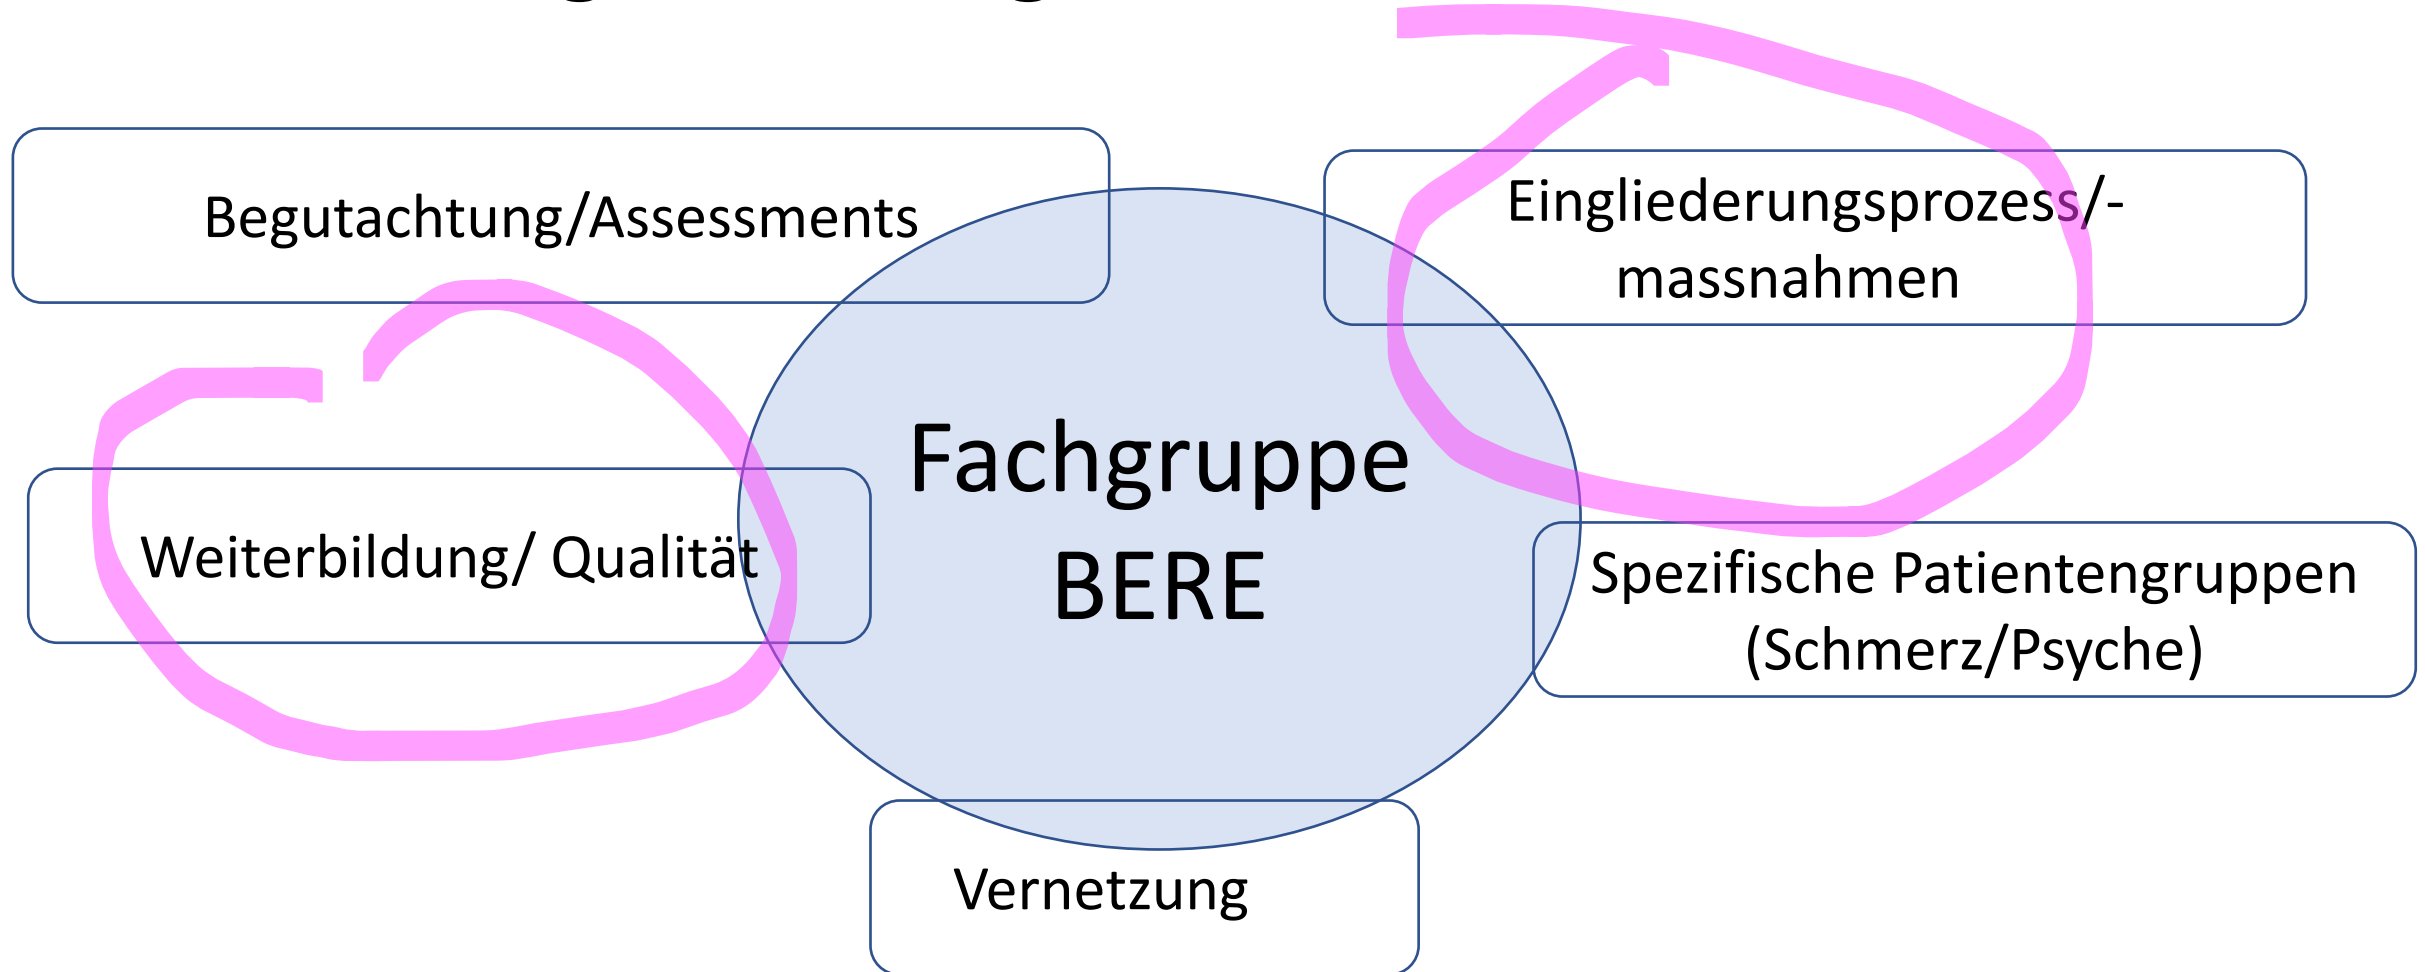 Begutachtung/Assessments
Eingliederungsprozess/-
massnahmen
Fachgruppe
BERE
Weiterbildung/ Qualität
Spezifische Patientengruppen
(Schmerz/Psyche)
Vernetzung